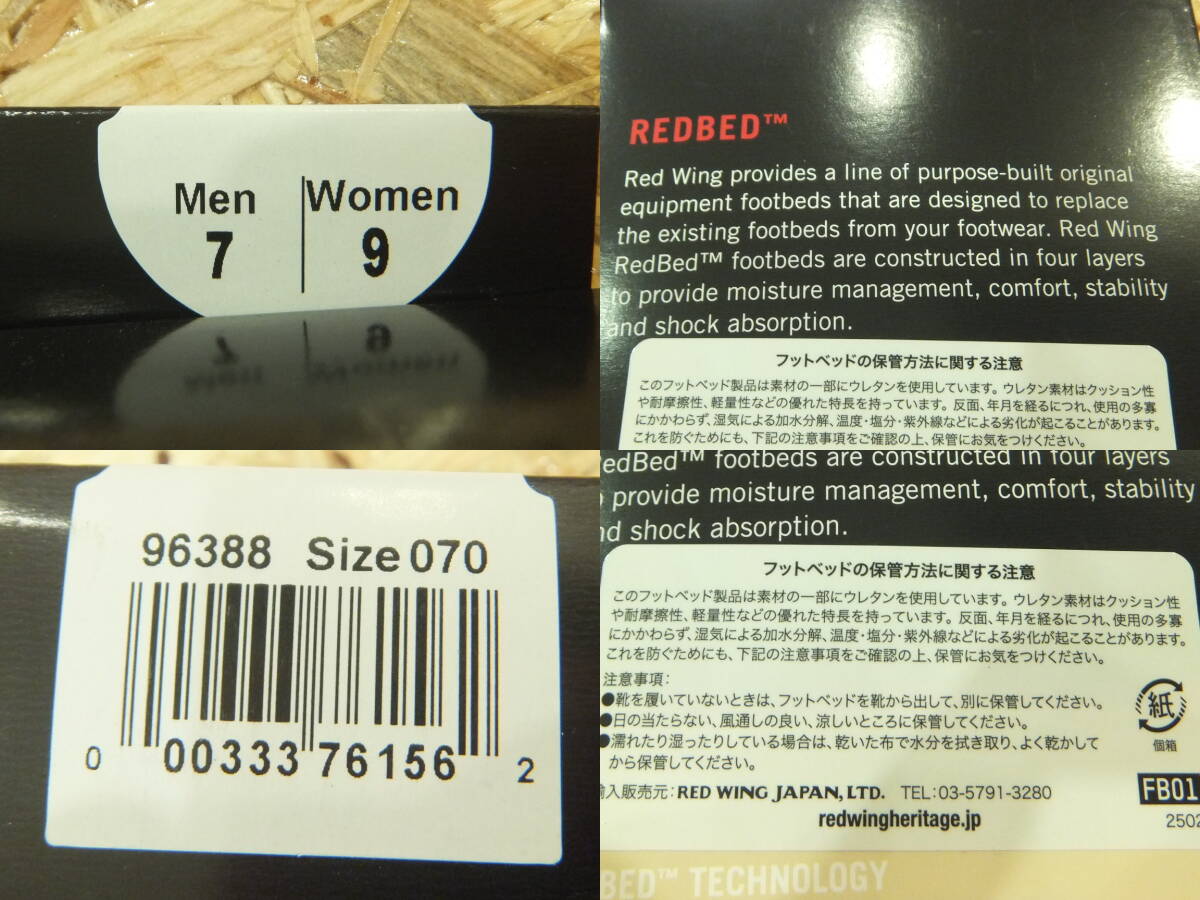 Men Women
7 9
REDBED™
Red Wing provides a line of purpose-built original
equipment footbeds that are designed to replace
the existing footbeds from your footwear. Red Wing
RedBed™ footbeds are constructed in four layers
to provide moisture management, comfort, stability
and shock absorption.
フットベッドの保管方法に関する注意
このフットベッド製品は素材の一部にウレタンを使用しています。ウレタン素材はクッション性
や耐摩擦性、軽量性などの優れた特長を持っています。反面、年月を経るにつれ、使用の多寡
にかかわらず、湿気による加水分解、温度・塩分・紫外線などによる劣化が起こることがあります。
これを防ぐためにも、下記の注意事項をご確認の上、保管にお気をつけください。
96388 Size 070
0 00333 76156 2
edBed™ footbeds are constructed in four layers
provide moisture management, comfort, stability
nd shock absorption.
フットベッドの保管方法に関する注意
このフットベッド製品は素材の一部にウレタンを使用しています。ウレタン素材はクッション性
や耐摩擦性、軽量性などの優れた特長を持っています。反面、年月を経るにつれ、使用の多寡
にかかわらず、湿気による加水分解、温度・塩分・紫外線などによる劣化が起こることがあります。
これを防ぐためにも、下記の注意事項をご確認の上、保管にお気をつけください。
注意事項:
●靴を履いていないときは、フットベッドを靴から出して、別に保管してください。
●日の当たらない、風通しの良い、涼しいところに保管してください。
●濡れたり湿ったりしている場合は、乾いた布で水分を拭き取り、よく乾かして
から保管してください。
紙
個箱
輸入販売元: RED WING JAPAN, LTD. TEL:03-5791-3280
redwingheritage.jp
FB01
2502
BED™ TECHNOLOGY